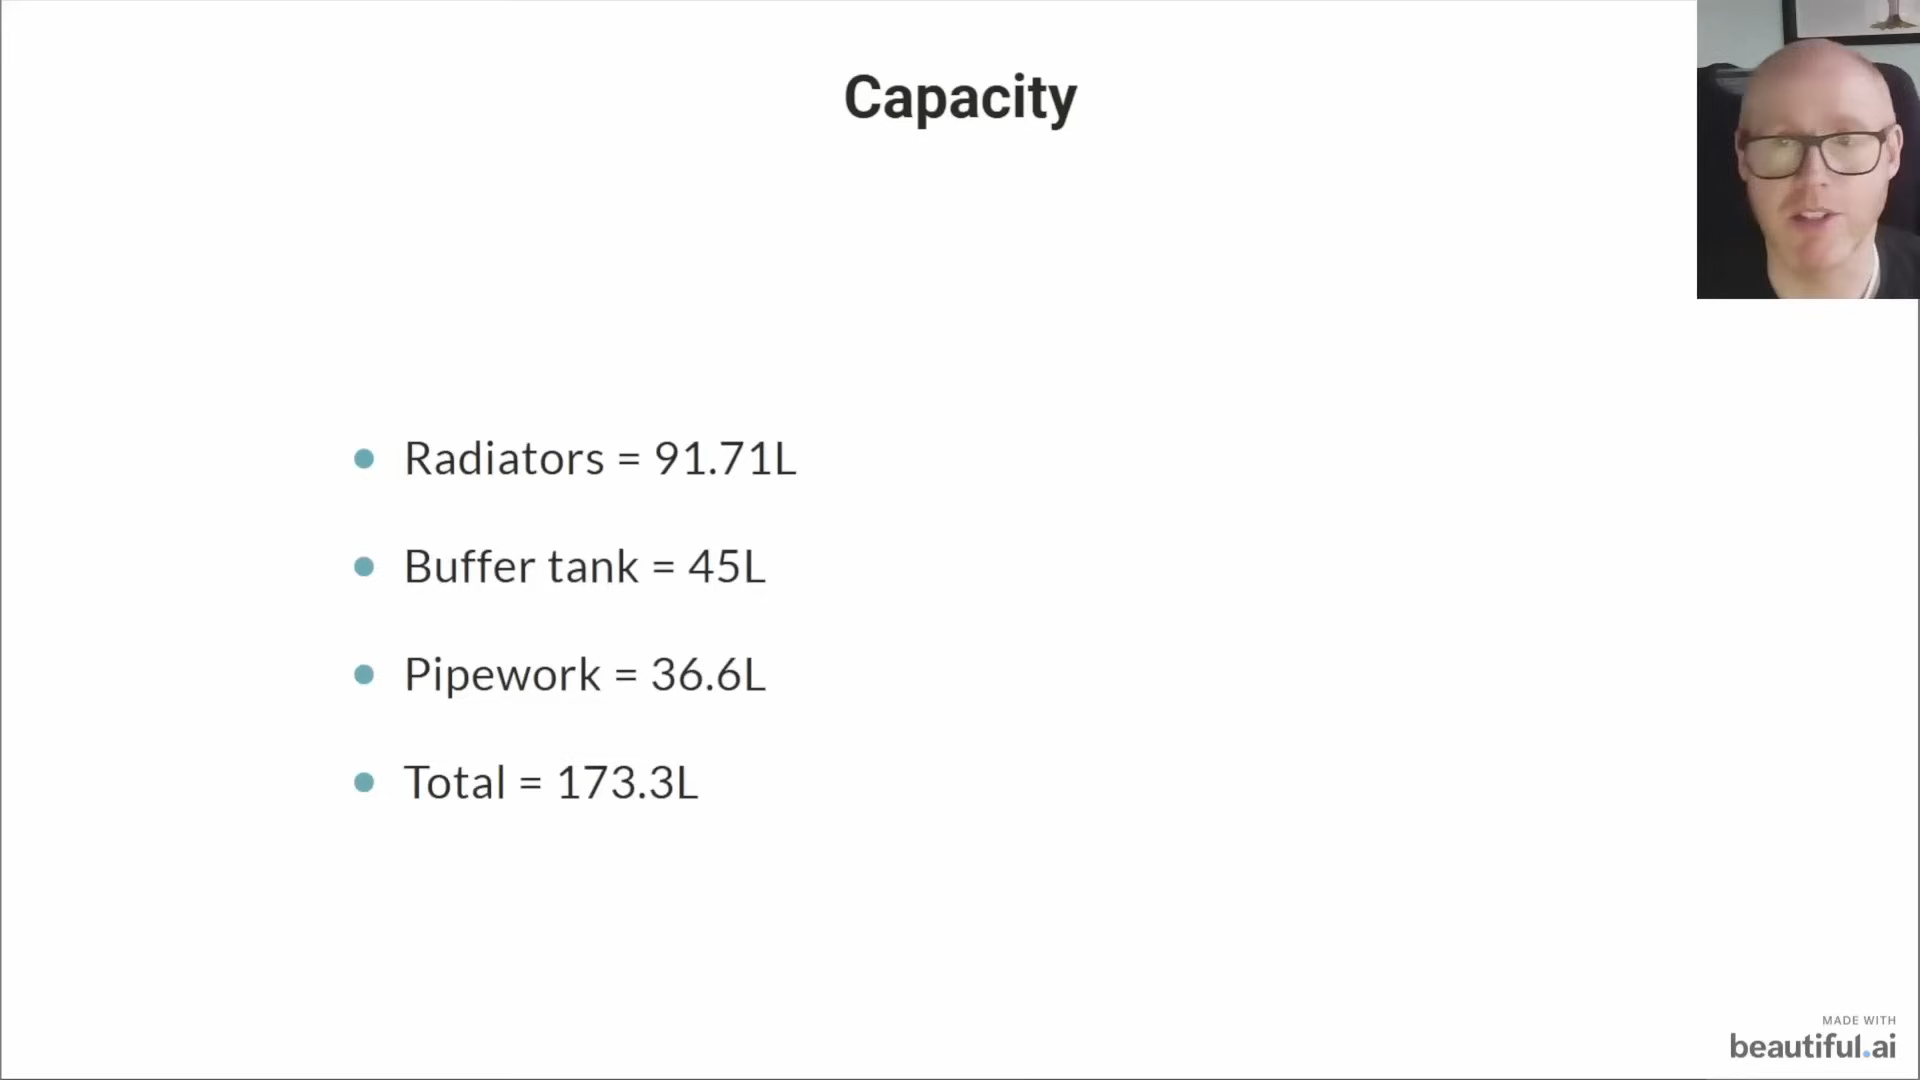 Capacity
Radiators = 91.71L
Buffer tank = 45L
Pipework = 36.6L
Total = 173.3L
MADE WITH
beautiful.ai